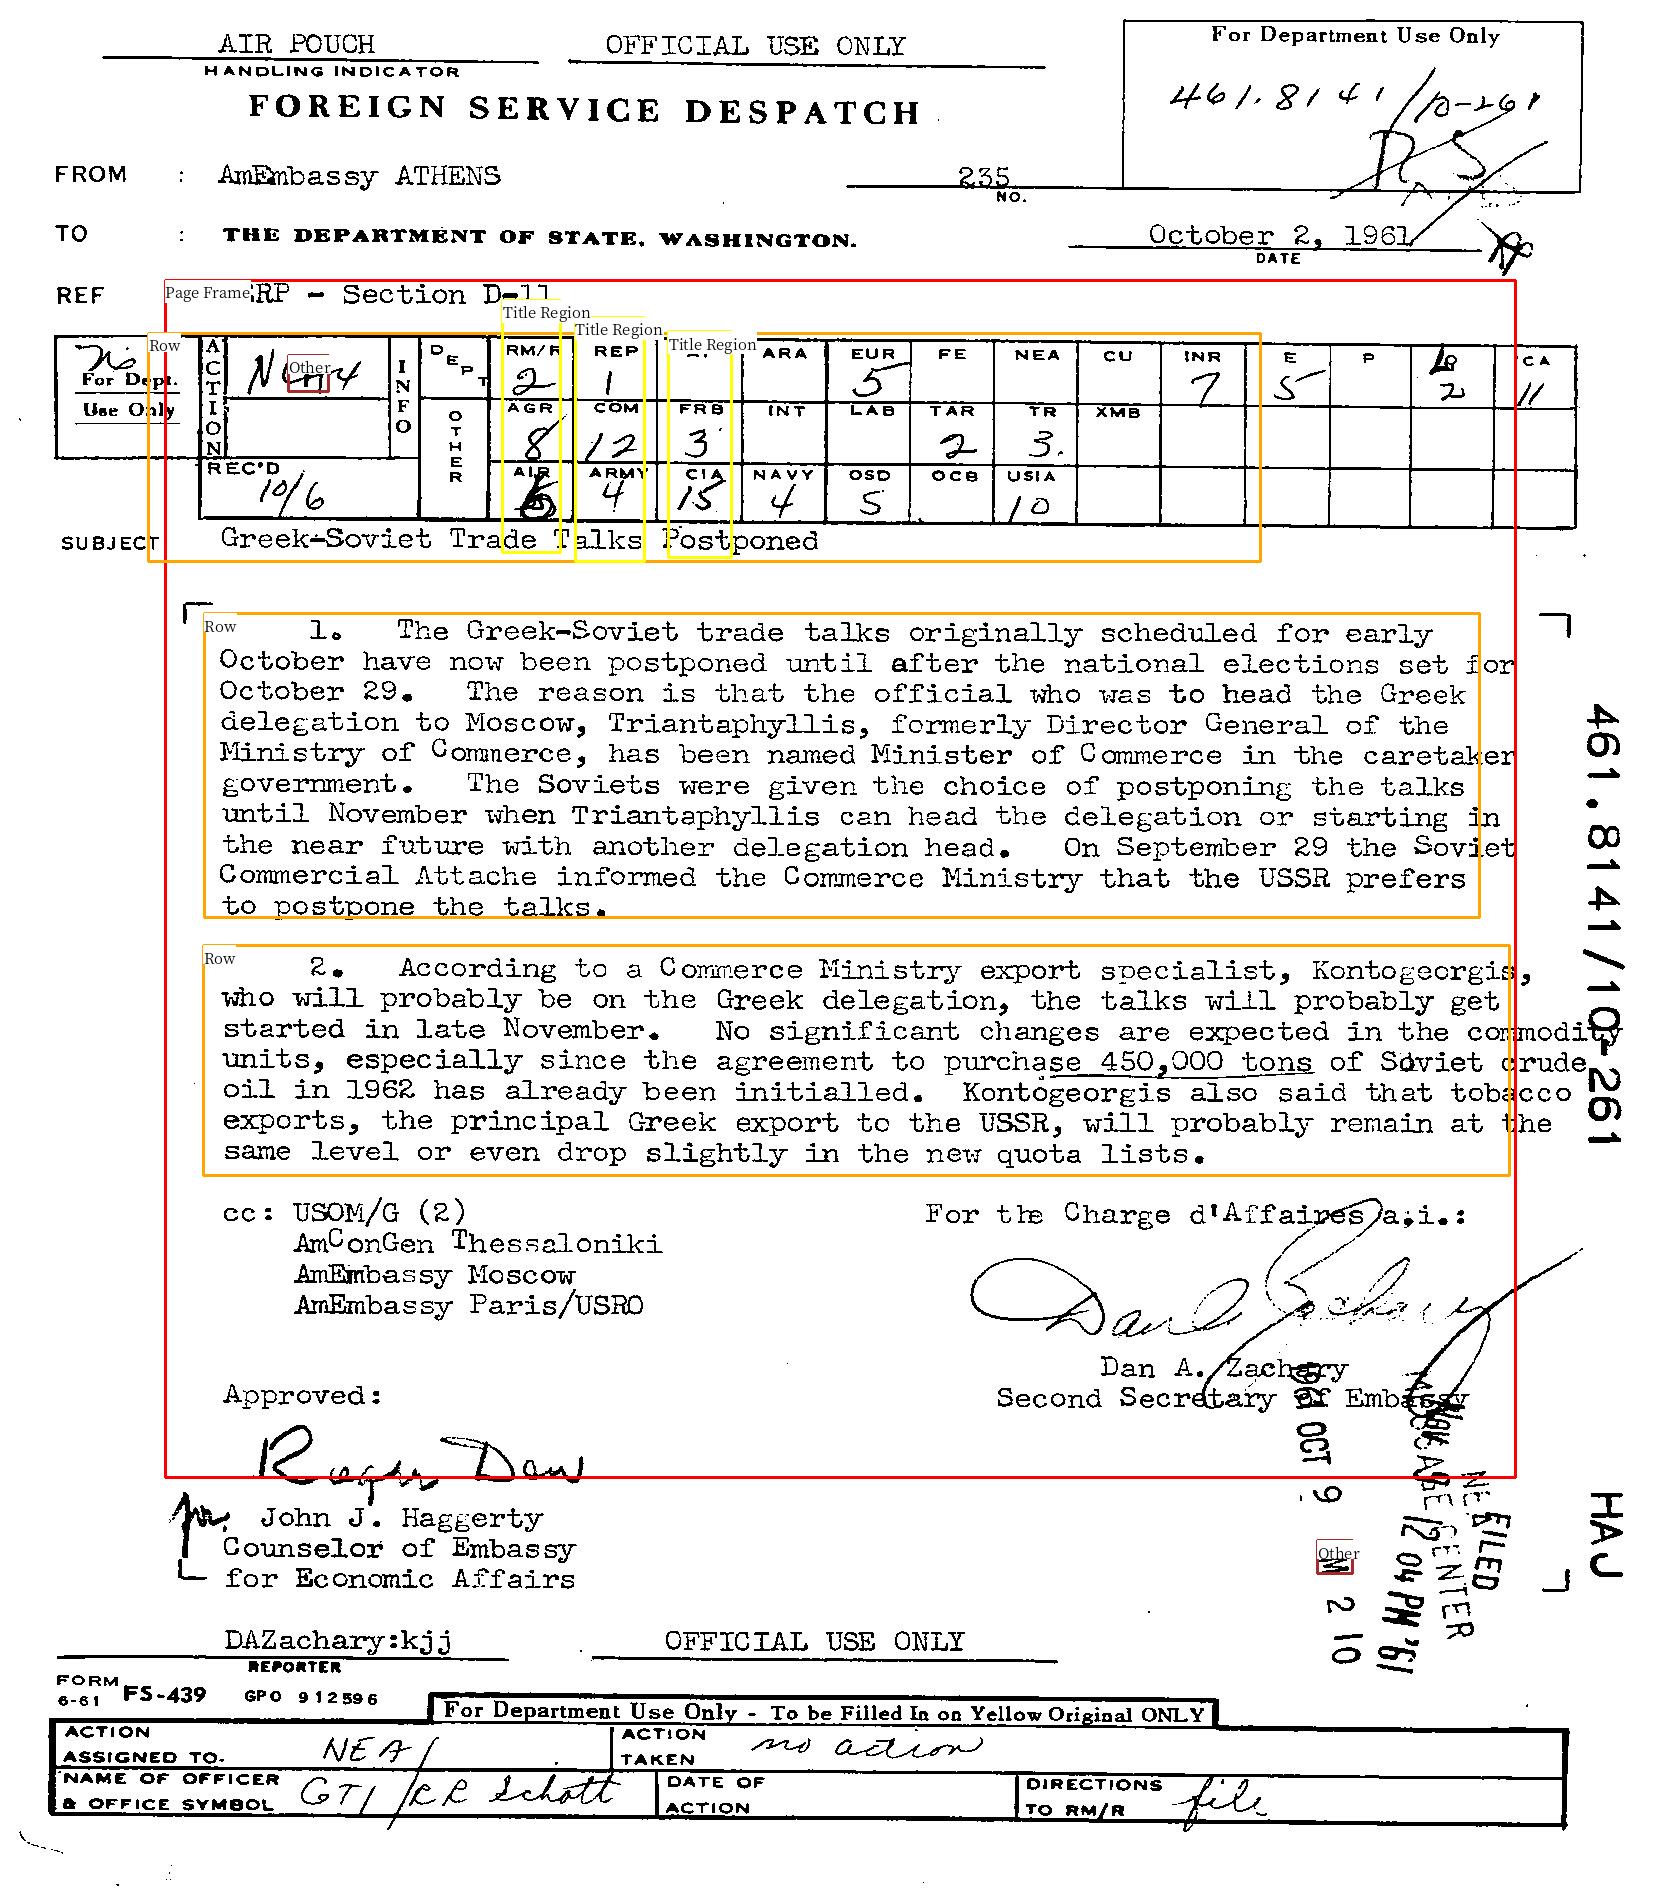 AIR POUCH
HANDLING INDICATOR
OFFICIAL USE ONLY
For Department Use Only
461.8141/10-261
FOREIGN SERVICE DESPATCH
FROM : AmEmbassy ATHENS
235
NO.
TO : THE DEPARTMENT OF STATE, WASHINGTON.
October 2, 1961
DATE
Page Frame
REF RP - Section D-11
Title Region
Title Region
Title Region
Row
Other
For Dept.
Use Only
ACTION
INFO
DEPT
RM/R REP ARA EUR FE NEA CU INR E P CA
2 1 5 7 5 2 11
OTHER
AGR COM FRB INT LAB TAR TR XMB
8 12 3 2 3.
REC'D
10/6
AIR ARMY CIA NAVY OSD OCB USIA
4 15 4 5 10
SUBJECT Greek-Soviet Trade Talks Postponed
Row
1. The Greek-Soviet trade talks originally scheduled for early
October have now been postponed until after the national elections set for
October 29. The reason is that the official who was to head the Greek
delegation to Moscow, Triantaphyllis, formerly Director General of the
Ministry of Commerce, has been named Minister of Commerce in the caretaker
government. The Soviets were given the choice of postponing the talks
until November when Triantaphyllis can head the delegation or starting in
the near future with another delegation head. On September 29 the Soviet
Commercial Attache informed the Commerce Ministry that the USSR prefers
to postpone the talks.
Row
2. According to a Commerce Ministry export specialist, Kontogeorgis,
who will probably be on the Greek delegation, the talks will probably get
started in late November. No significant changes are expected in the commodity
units, especially since the agreement to purchase 450,000 tons of Soviet crude
oil in 1962 has already been initialled. Kontogeorgis also said that tobacco
exports, the principal Greek export to the USSR, will probably remain at the
same level or even drop slightly in the new quota lists.
461.8141/10-261
cc: USOM/G (2)
AmConGen Thessaloniki
AmEmbassy Moscow
AmEmbassy Paris/USRO
For the Charge d'Affaires a.i.:
Dan A. Zachary
Dan A. Zachary
Second Secretary of Embassy
Approved:
for John J. Haggerty
Counselor of Embassy
for Economic Affairs
1961 OCT 9
Other
2 10
12 04 PM '61
FILED
HAJ
DAZachary:kjj
REPORTER
OFFICIAL USE ONLY
FORM
6-61 FS-439 GPO 912596
For Department Use Only - To be Filled In on Yellow Original ONLY
ACTION
ASSIGNED TO. NEA/
ACTION
TAKEN no action
NAME OF OFFICER
& OFFICE SYMBOL GTI/RR Schott
DATE OF
ACTION
DIRECTIONS
TO RM/R file